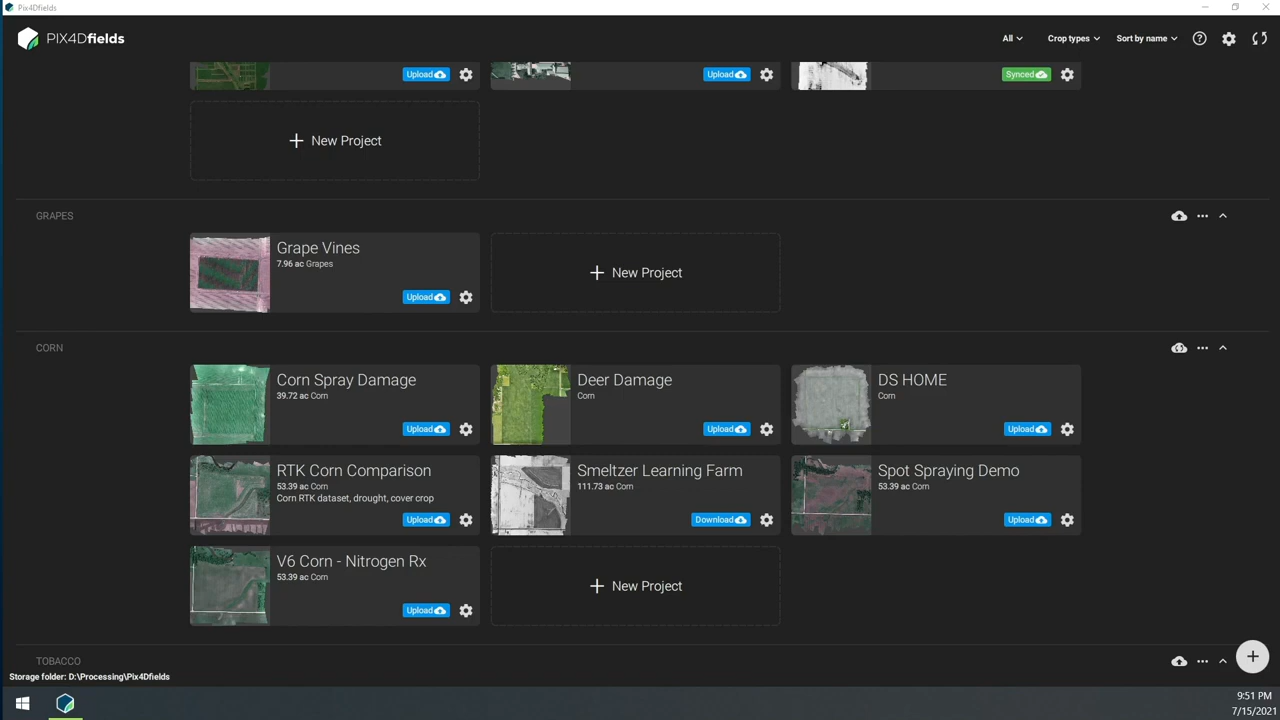 Pix4Dfields
PIX4Dfields
All
Crop types
Sort by name
Upload
Upload
Synced
New Project
GRAPES
Grape Vines
7.96 ac Grapes
Upload
New Project
CORN
Corn Spray Damage
39.72 ac Corn
Upload
Deer Damage
Corn
Upload
DS HOME
Corn
Upload
RTK Corn Comparison
53.39 ac Corn
Corn RTK dataset, drought, cover crop
Upload
Smeltzer Learning Farm
111.73 ac Corn
Download
Spot Spraying Demo
53.39 ac Corn
Upload
V6 Corn - Nitrogen Rx
53.39 ac Corn
Upload
New Project
TOBACCO
Storage folder: D:\Processing\Pix4Dfields
9:51 PM
7/15/2021